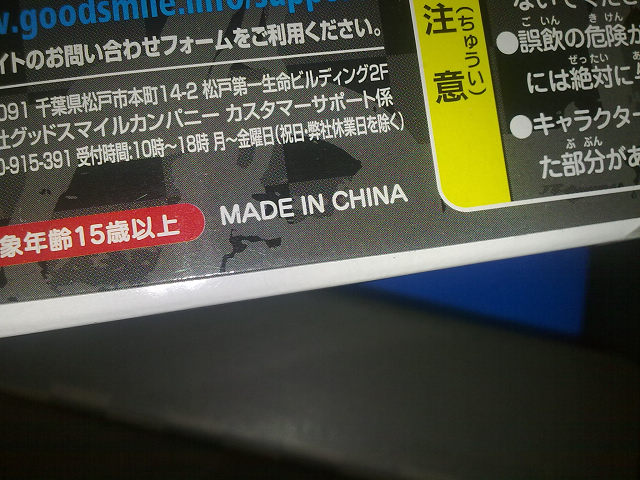 w.goodsmile.info/suppo
イトのお問い合わせフォームをご利用ください。
091 千葉県松戸市本町14-2 松戸第一生命ビルディング2F
社グッドスマイルカンパニー カスタマーサポート係
0-915-391 受付時間:10時〜18時 月〜金曜日(祝日・弊社休業日を除く)
象年齢15歳以上
MADE IN CHINA
注意(ちゅうい)
ごいん きけん
●誤飲の危険が
ぜったい
には絶対に
●キャラクター
ぶぶん
た部分があ